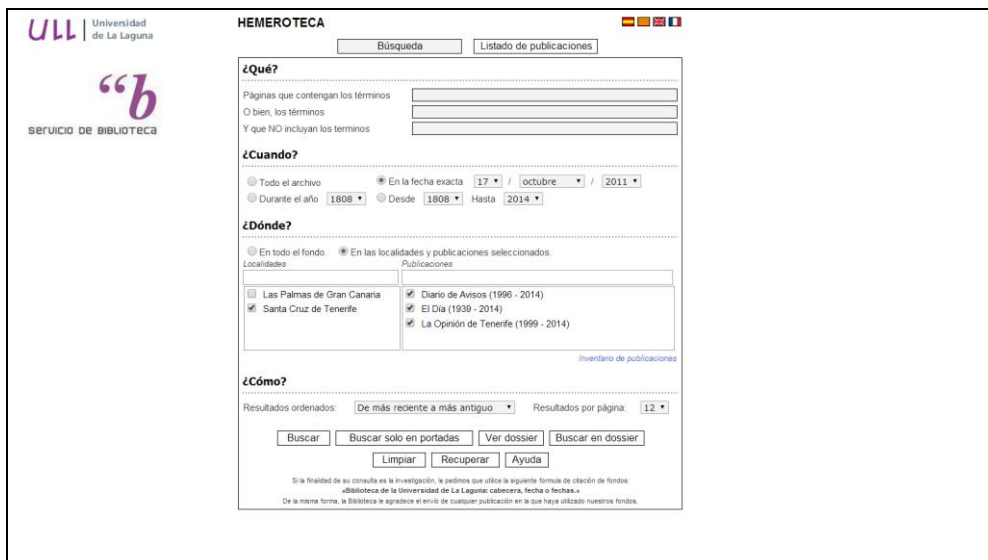 ULL | Universidad
de La Laguna
“b
SERVICIO DE BIBLIOTECA
HEMEROTECA
Búsqueda Listado de publicaciones
¿Qué?
Páginas que contengan los términos
O bien, los términos
Y que NO incluyan los terminos
¿Cuando?
Todo el archivo En la fecha exacta 17 / octubre / 2011
Durante el año 1808 Desde 1808 Hasta 2014
¿Dónde?
En todo el fondo En las localidades y publicaciones seleccionados
Localidades Publicaciones
Las Palmas de Gran Canaria Diario de Avisos (1996 - 2014)
Santa Cruz de Tenerife El Día (1939 - 2014)
La Opinión de Tenerife (1999 - 2014)
Inventario de publicaciones
¿Cómo?
Resultados ordenados: De más reciente a más antiguo Resultados por página: 12
Buscar Buscar solo en portadas Ver dossier Buscar en dossier
Limpiar Recuperar Ayuda
Si la finalidad de su consulta es la investigación, le pedimos que utilice la siguiente formula de citación de fondos:
«Biblioteca de la Universidad de La Laguna: cabecera, fecha o fechas.»
De la misma forma, la Biblioteca le agradece el envío de cualquier publicación en la que haya utilizado nuestros fondos.